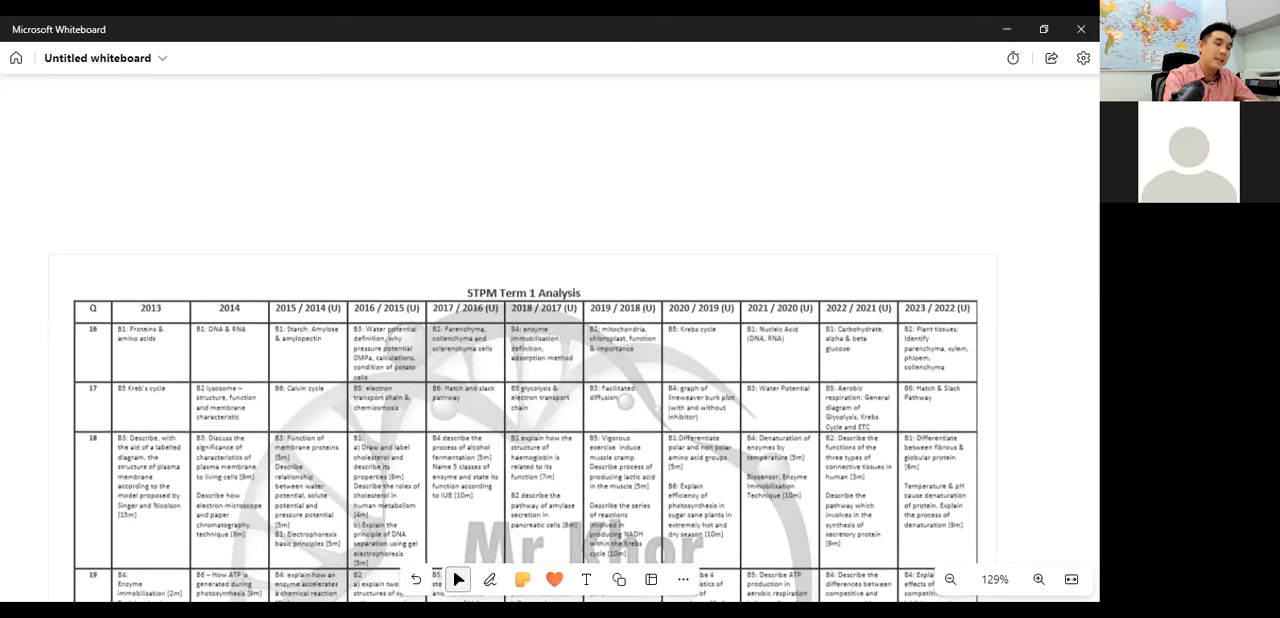 Microsoft Whiteboard
Untitled whiteboard
STPM Term 1 Analysis
Q 2013 2014 2015 / 2014 (U) 2016 / 2015 (U) 2017 / 2016 (U) 2018 / 2017 (U) 2019 / 2018 (U) 2020 / 2019 (U) 2021 / 2020 (U) 2022 / 2021 (U) 2023 / 2022 (U)
16
B1: Proteins &
amino acids
B1: DNA & RNA
B1: Starch: Amylose
& amylopectin
B3: Water potential
definition, why
pressure potential
0MPa, calculations,
condition of potato
cells
B2: Parenchyma,
collenchyma and
sclerenchyma cells
B4: enzyme
immobilisation
definition,
adsorption method
B2: mitochondria,
chloroplast, function
& importance
B5: Krebs cycle
B1: Nucleic Acid
(DNA, RNA)
B1: Carbohydrate,
alpha & beta
glucose
B2: Plant tissues:
Identify
parenchyma, xylem,
phloem,
collenchyma
17
B5 Kreb's cycle
B2 lysosome –
structure, function
and membrane
characteristic
B6: Calvin cycle
B5: electron
transport chain &
chemiosmosis
B6: Hatch and slack
pathway
B5 glycolysis &
electron transport
chain
B3: Facilitated
diffusion
B4: graph of
lineweaver burk plot
(with and without
inhibitor)
B3: Water Potential
B5: Aerobic
respiration: General
diagram of
Glycolysis, Krebs
Cycle and ETC
B6: Hatch & Slack
Pathway
18
B3: Describe, with
the aid of a labelled
diagram, the
structure of plasma
membrane
according to the
model proposed by
Singer and Nicolson
[15m]
B3: Discuss the
significance of
characteristics of
plasma membrane
to living cells [9m]
Describe how
electron microscope
and paper
chromatography
technique [6m]
B3: Function of
membrane proteins
[5m]
Describe
relationship
between water
potential, solute
potential and
pressure potential
[5m]
B1: Electrophoresis
basic principles [5m]
B1:
a) Draw and label
cholesterol and
describe its
properties [6m]
Describe the roles of
cholesterol in
human metabolism
(4m).
b) Explain the
principle of DNA
separation using gel
electrophoresis
[5m]
B4 describe the
process of alcohol
fermentation [5m]
Name 5 classes of
enzyme and state its
function according
to IUB [10m]
B1 explain how the
structure of
haemoglobin is
related to its
function [7m]
B2 describe the
pathway of amylase
secretion in
pancreatic cells (8m)
B5: Vigorous
exercise induce
muscle cramp.
Describe process of
producing lactic acid
in the muscle [5m]
Describe the series
of reactions
involved in
producing NADH
within the Krebs
cycle [10m]
B1:Differentiate
polar and non polar
amino acid groups
[5m]
B6: Explain
efficiency of
photosynthesis in
sugar cane plants in
extremely hot and
dry season [10m]
B4: Denaturation of
enzymes by
temperature [5m]
Biosensor, Enzyme
Immobilisation
Technique [10m]
B2: Describe the
functions of the
three types of
connective tissues in
human [3m]
Describe the
pathway which
involves in the
synthesis of
secretory protein
[9m]
B1: Differentiate
between fibrous &
globular protein
[6m]
Temperature & pH
cause denaturation
of protein. Explain
the process of
denaturation [9m]
Mr Khor
19
B4:
Enzyme
immobilisation (2m)
B6 – How ATP is
generated during
photosynthesis [9m]
B4: explain how an
enzyme accelerates
a chemical reaction
B2
a) explain two
B5: Describe ATP
production in
aerobic respiration
B4: Describe the
differences between
competitive and
129%